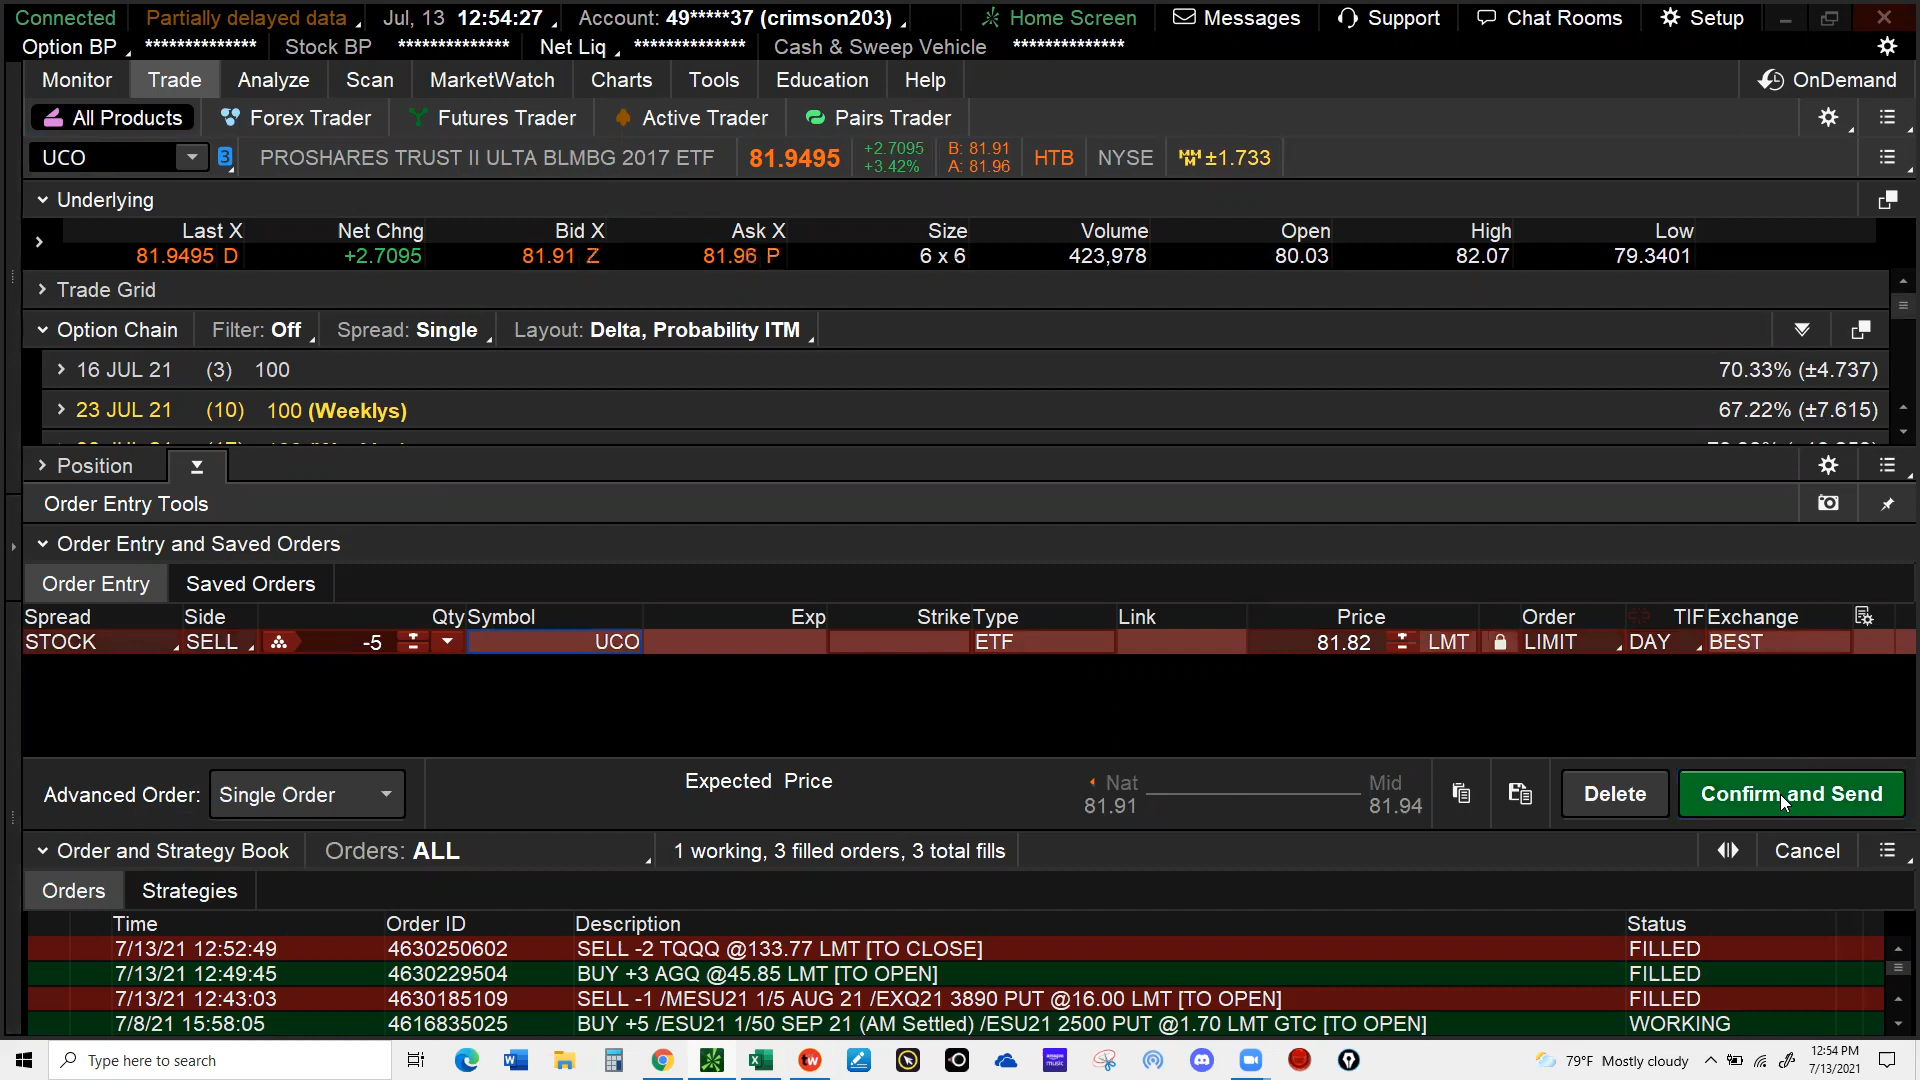 Connected Partially delayed data Jul, 13 12:54:27 Account: 49*****37 (crimson203) Home Screen Messages Support Chat Rooms Setup
Option BP ************** Stock BP ************** Net Liq ************** Cash & Sweep Vehicle **************
Monitor Trade Analyze Scan MarketWatch Charts Tools Education Help OnDemand
All Products Forex Trader Futures Trader Active Trader Pairs Trader
UCO 3 PROSHARES TRUST II ULTA BLMBG 2017 ETF 81.9495 +2.7095 +3.42% B: 81.91 A: 81.96 HTB NYSE MMM ±1.733
Underlying
Last X Net Chng Bid X Ask X Size Volume Open High Low
81.9495 D +2.7095 81.91 Z 81.96 P 6 x 6 423,978 80.03 82.07 79.3401
Trade Grid
Option Chain Filter: Off Spread: Single Layout: Delta, Probability ITM
16 JUL 21 (3) 100 70.33% (±4.737)
23 JUL 21 (10) 100 (Weeklys) 67.22% (±7.615)
Position
Order Entry Tools
Order Entry and Saved Orders
Order Entry Saved Orders
Spread Side Qty Symbol Exp Strike Type Link Price Order TIF Exchange
STOCK SELL -5 UCO ETF 81.82 LMT LIMIT DAY BEST
Advanced Order: Single Order Expected Price Nat 81.91 Mid 81.94 Delete Confirm and Send
Order and Strategy Book Orders: ALL 1 working, 3 filled orders, 3 total fills Cancel
Orders Strategies
Time Order ID Description Status
7/13/21 12:52:49 4630250602 SELL -2 TQQQ @133.77 LMT [TO CLOSE] FILLED
7/13/21 12:49:45 4630229504 BUY +3 AGQ @45.85 LMT [TO OPEN] FILLED
7/13/21 12:43:03 4630185109 SELL -1 /MESU21 1/5 AUG 21 /EXQ21 3890 PUT @16.00 LMT [TO OPEN] FILLED
7/8/21 15:58:05 4616835025 BUY +5 /ESU21 1/50 SEP 21 (AM Settled) /ESU21 2500 PUT @1.70 LMT GTC [TO OPEN] WORKING
Type here to search 79°F Mostly cloudy 12:54 PM
7/13/2021